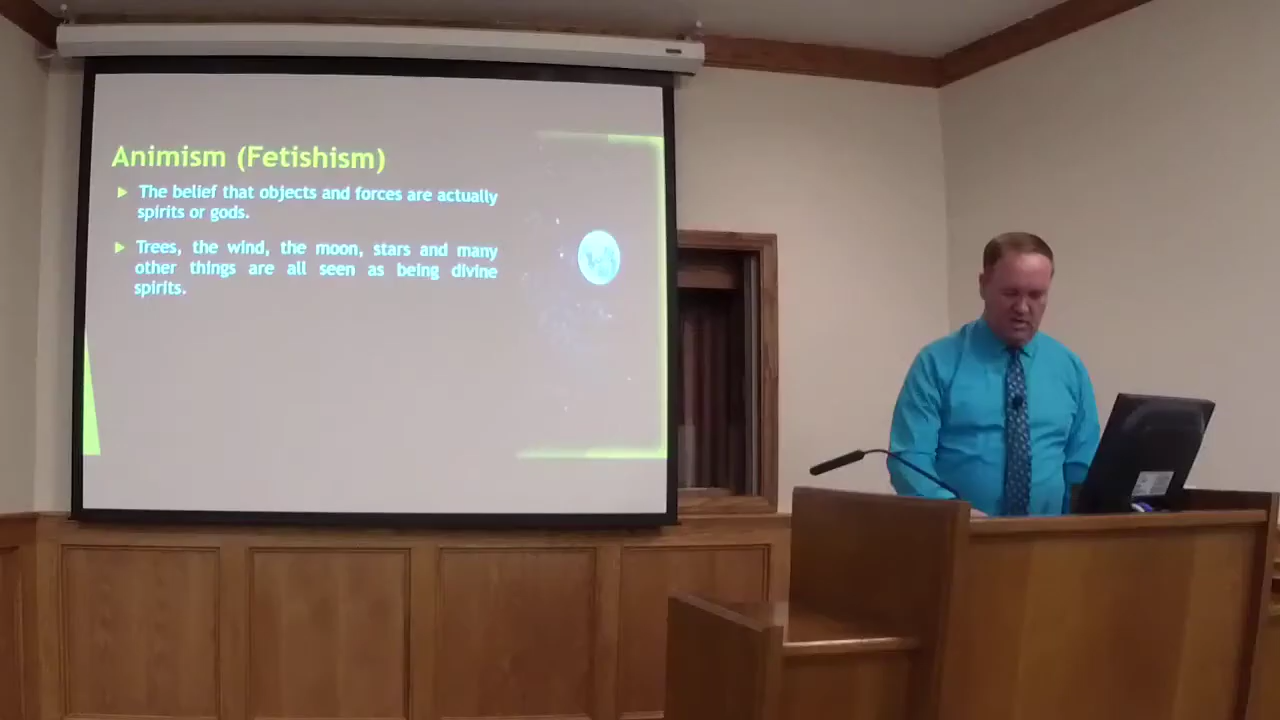 Animism (Fetishism)
The belief that objects and forces are actually
spirits or gods.
Trees, the wind, the moon, stars and many
other things are all seen as being divine
spirits.